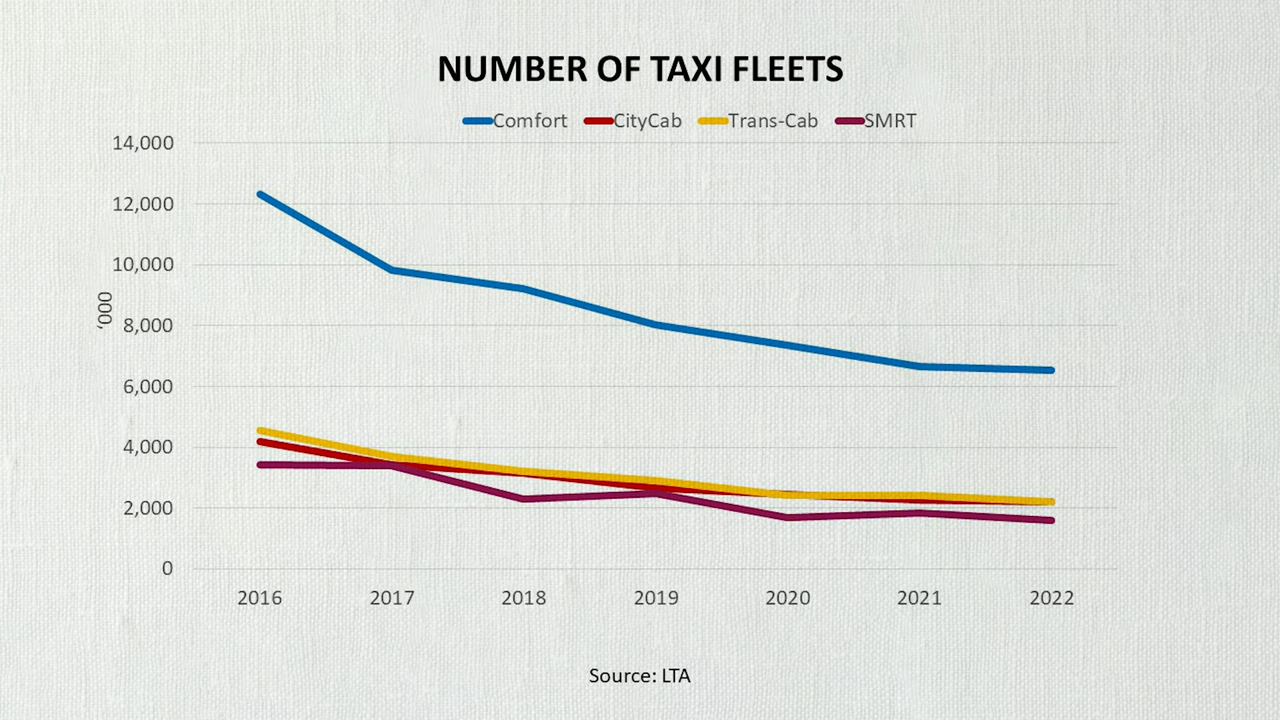 NUMBER OF TAXI FLEETS
Comfort CityCab Trans-Cab SMRT
14,000
12,000
10,000
8,000
6,000
4,000
2,000
0
‘000
2016 2017 2018 2019 2020 2021 2022
Source: LTA